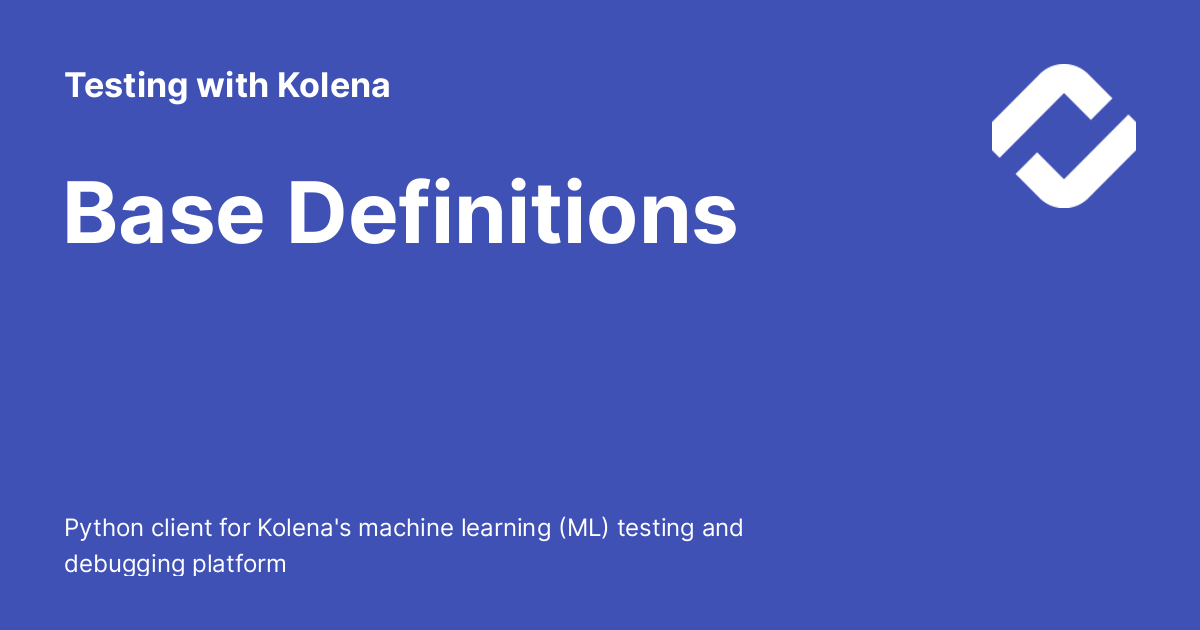 Testing with Kolena
Base Definitions
Python client for Kolena's machine learning (ML) testing and
debugging platform